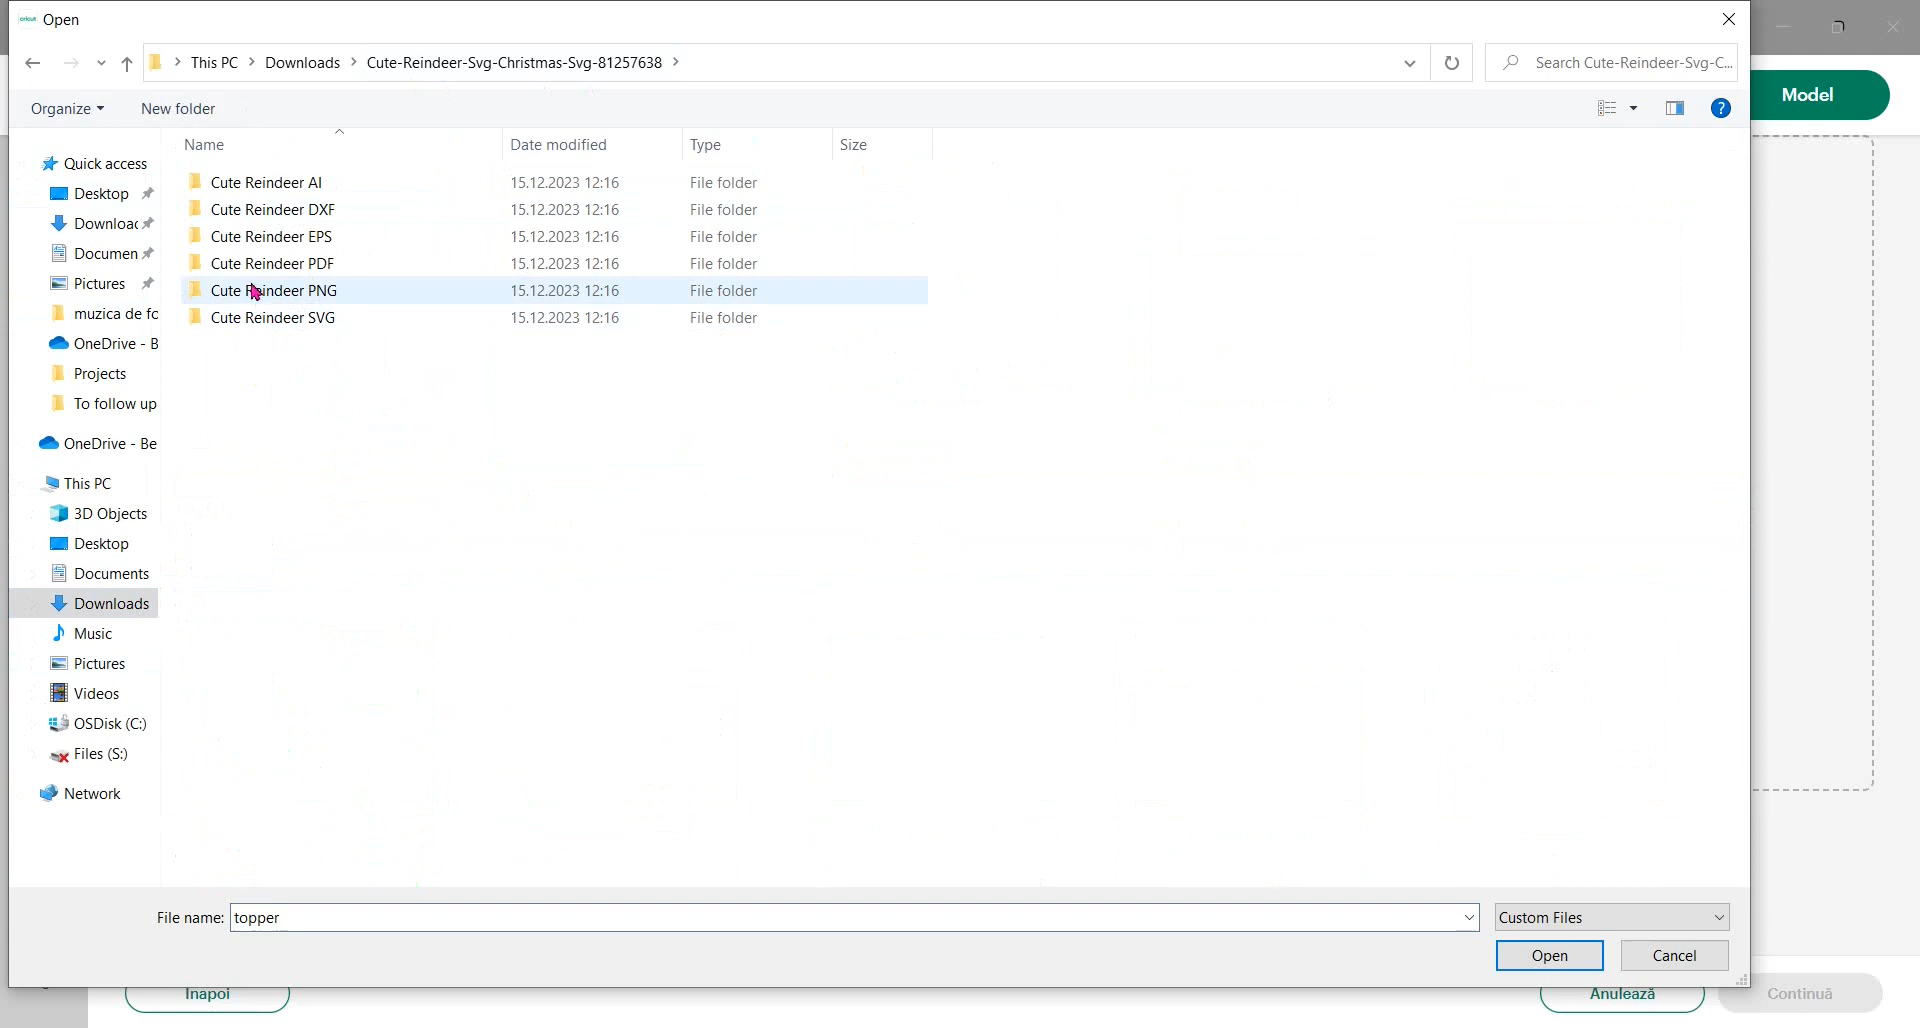 cricut Open
This PC Downloads Cute-Reindeer-Svg-Christmas-Svg-81257638 Search Cute-Reindeer-Svg-C...
Model
Organize New folder ?
Name Date modified Type Size
Quick access
Desktop
Downloac
Documen
Pictures
muzica de fo
OneDrive - B
Projects
To follow up
OneDrive - Be
This PC
3D Objects
Desktop
Documents
Downloads
Music
Pictures
Videos
OSDisk (C:)
Files (S:)
Network
Cute Reindeer AI 15.12.2023 12:16 File folder
Cute Reindeer DXF 15.12.2023 12:16 File folder
Cute Reindeer EPS 15.12.2023 12:16 File folder
Cute Reindeer PDF 15.12.2023 12:16 File folder
Cute Reindeer PNG 15.12.2023 12:16 File folder
Cute Reindeer SVG 15.12.2023 12:16 File folder
File name: topper Custom Files
Open Cancel
Inapoi Anulează Continuă